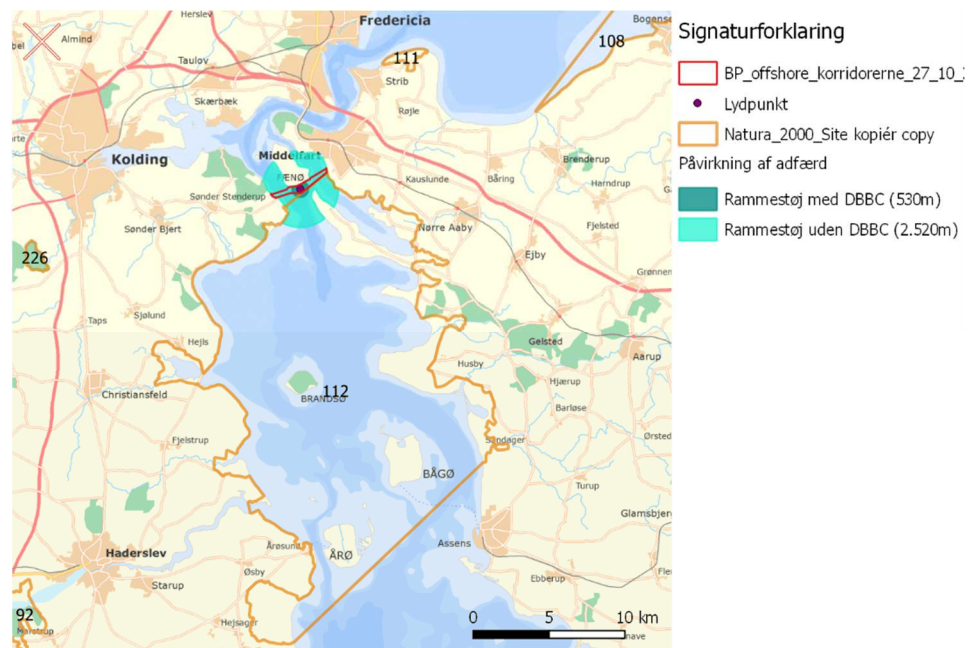 Herslev
Fredericia
Bogense
Almind
108
111
Taulov
Strib
Skærbæk
Røjle
Kolding
Middelfart
Brenderup
FÆNØ
Kauslunde
Båring
Harndrup
Sønder Stenderup
Sønder Bjert
Nørre Aaby
Fjelsted
226
Ejby
Grønnen
Taps
Sjølund
Hejls
Gelsted
Aarup
Husby
Hjærup
112
Christiansfeld
BRANDSØ
Barløse
Fjelstrup
Sandager
Ørsted
BÅGØ
Turup
Glamsbjer
Haderslev
Årøsund
ÅRØ
Assens
Øsby
Starup
Ebberup
92
Hejsager
Marstrup
0 5 10 km
Signaturforklaring
BP_offshore_korridorerne_27_10_
Lydpunkt
Natura_2000_Site kopiér copy
Påvirkning af adfærd
Rammestøj med DBBC (530m)
Rammestøj uden DBBC (2.520m)